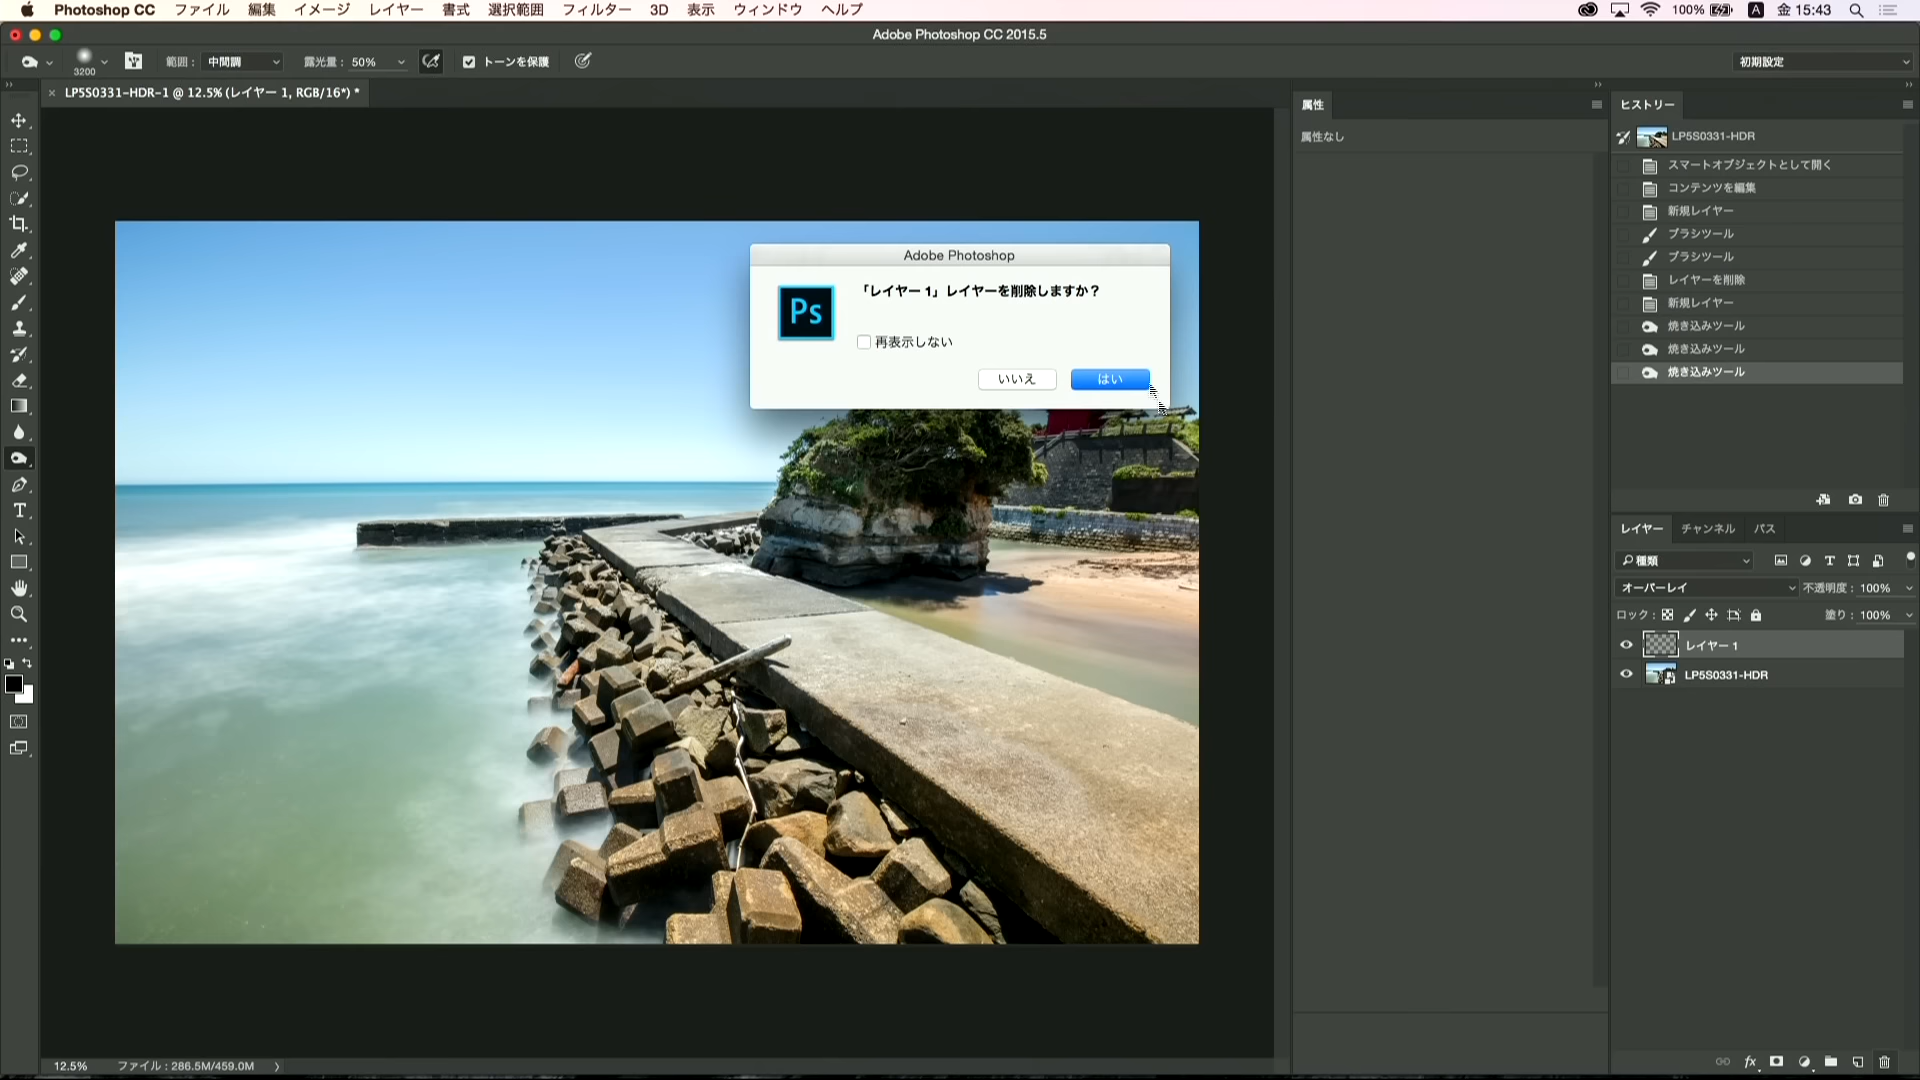 Photoshop CC ファイル 編集 イメージ レイヤー 書式 選択範囲 フィルター 3D 表示 ウィンドウ ヘルプ 100% A 金 15:43
Adobe Photoshop CC 2015.5
3200 範囲： 中間調 露光量： 50% トーンを保護 初期設定
× LP5S0331-HDR-1 @ 12.5% (レイヤー 1, RGB/16*) *
属性
属性なし
ヒストリー
LP5S0331-HDR
スマートオブジェクトとして開く
コンテンツを編集
新規レイヤー
ブラシツール
ブラシツール
レイヤーを削除
新規レイヤー
焼き込みツール
焼き込みツール
焼き込みツール
Adobe Photoshop
Ps
「レイヤー 1」レイヤーを削除しますか？
再表示しない
いいえ はい
レイヤー チャンネル パス
種類
オーバーレイ 不透明度： 100%
ロック： 塗り： 100%
レイヤー 1
LP5S0331-HDR
fx
12.5% ファイル：286.5M/459.0M